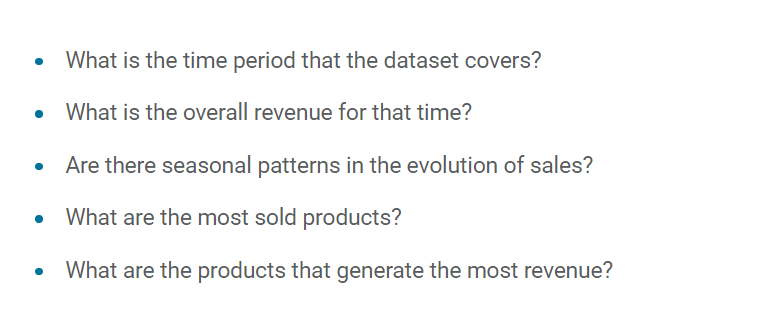 What is the time period that the dataset covers?
What is the overall revenue for that time?
Are there seasonal patterns in the evolution of sales?
What are the most sold products?
What are the products that generate the most revenue?